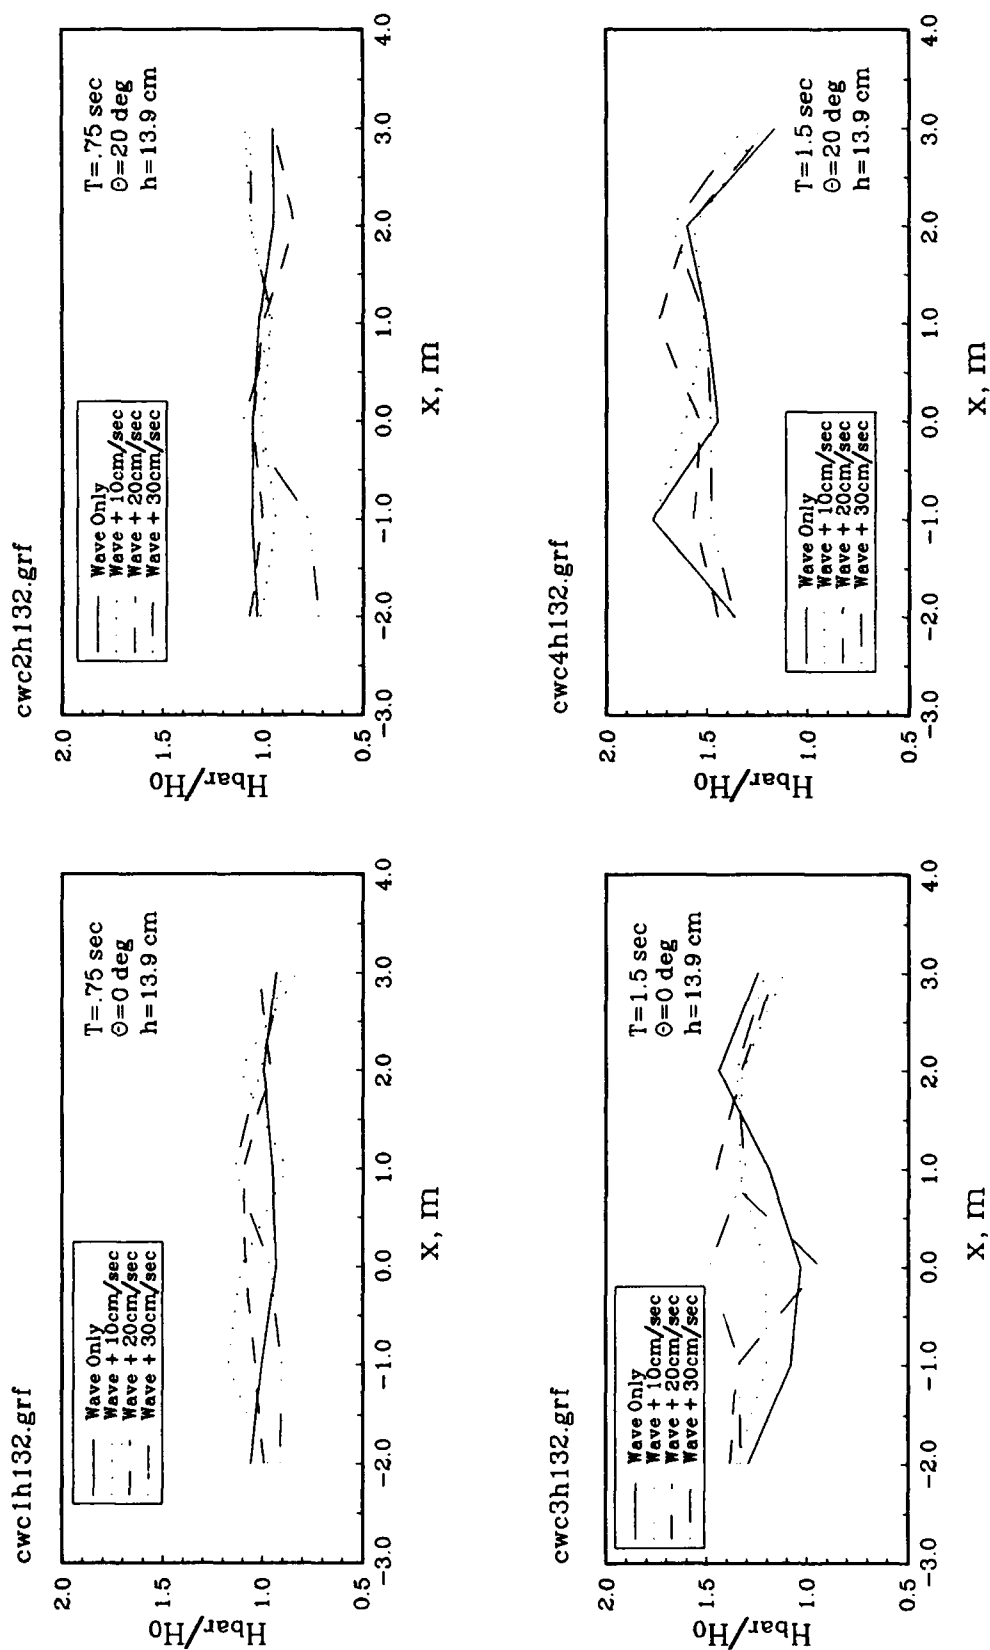 cwc1h132.grf
2.0
1.5
1.0
0.5
Hbar/Ho
Wave Only
Wave + 10cm/sec
Wave + 20cm/sec
Wave + 30cm/sec
T=.75 sec
Θ=0 deg
h=13.9 cm
-3.0 -2.0 -1.0 0.0 1.0 2.0 3.0 4.0
x, m
cwc2h132.grf
2.0
1.5
1.0
0.5
Hbar/Ho
Wave Only
Wave + 10cm/sec
Wave + 20cm/sec
Wave + 30cm/sec
T=.75 sec
Θ=20 deg
h=13.9 cm
-3.0 -2.0 -1.0 0.0 1.0 2.0 3.0 4.0
x, m
cwc3h132.grf
2.0
1.5
1.0
0.5
Hbar/Ho
Wave Only
Wave + 10cm/sec
Wave + 20cm/sec
Wave + 30cm/sec
T=1.5 sec
Θ=0 deg
h=13.9 cm
-3.0 -2.0 -1.0 0.0 1.0 2.0 3.0 4.0
x, m
cwc4h132.grf
2.0
1.5
1.0
0.5
Hbar/Ho
Wave Only
Wave + 10cm/sec
Wave + 20cm/sec
Wave + 30cm/sec
T=1.5 sec
Θ=20 deg
h=13.9 cm
-3.0 -2.0 -1.0 0.0 1.0 2.0 3.0 4.0
x, m